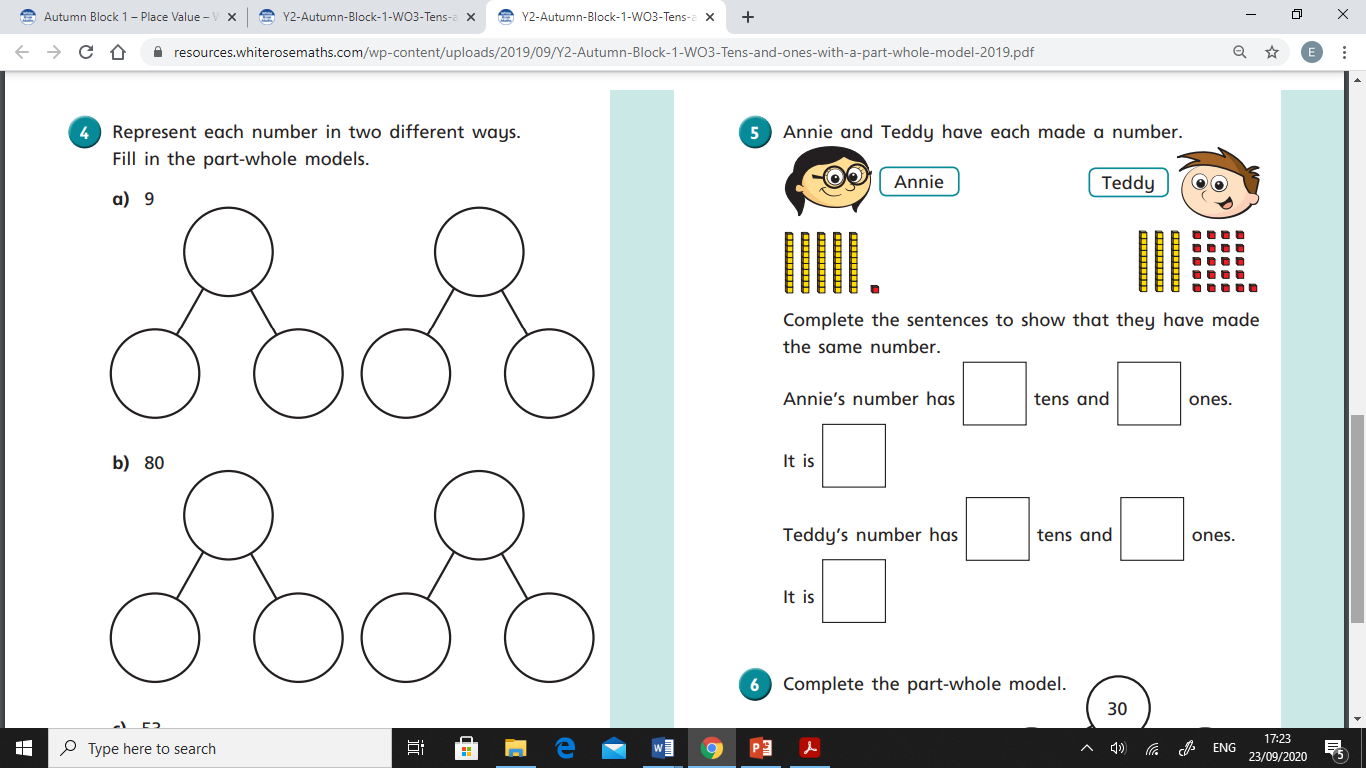 Autumn Block 1 – Place Value – W
Y2-Autumn-Block-1-WO3-Tens-a
Y2-Autumn-Block-1-WO3-Tens-a
resources.whiterosemaths.com/wp-content/uploads/2019/09/Y2-Autumn-Block-1-WO3-Tens-and-ones-with-a-part-whole-model-2019.pdf
E
4 Represent each number in two different ways.
Fill in the part-whole models.
a) 9
b) 80
c) 53
5 Annie and Teddy have each made a number.
Annie
Teddy
Complete the sentences to show that they have made
the same number.
Annie's number has tens and ones.
It is
Teddy's number has tens and ones.
It is
6 Complete the part-whole model.
30
Type here to search
ENG
17:23
23/09/2020
5